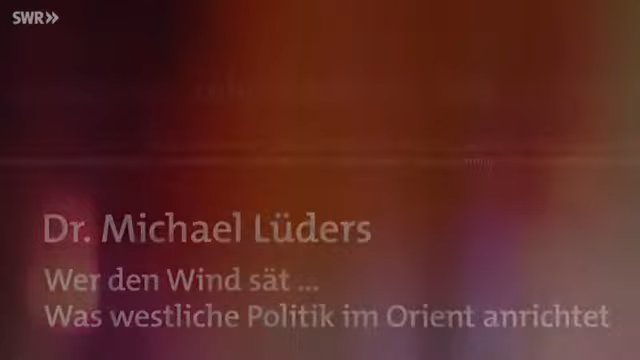 SWR»
Dr. Michael Lüders
Wer den Wind sät ...
Was westliche Politik im Orient anrichtet